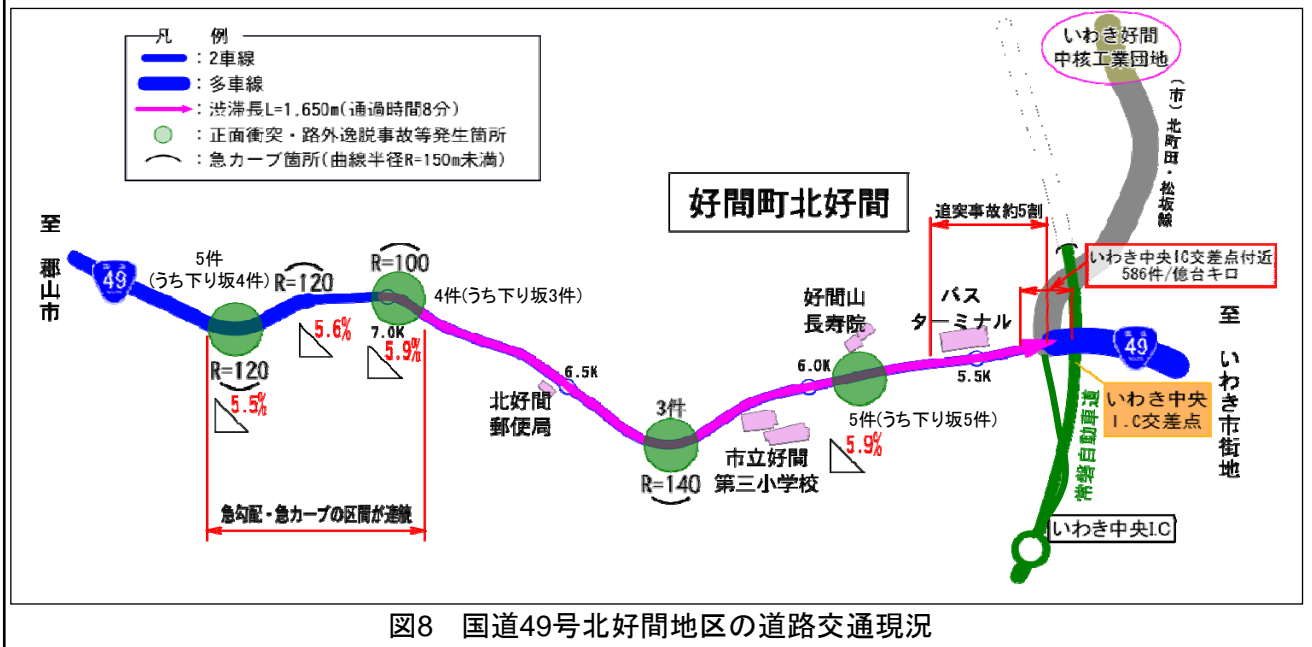 凡 例
：2車線
：多車線
：渋滞長L=1,650m(通過時間8分)
：正面衝突・路外逸脱事故等発生箇所
：急カーブ箇所(曲線半径R=150m未満)
いわき好間
中核工業団地
(市)北町田・松坂線
好間町北好間
追突事故約5割
いわき中央IC交差点付近
586件/億台キロ
至 郡山市
国道
49
5件
(うち下り坂4件)
R=120
R=100
4件(うち下り坂3件)
5.6%
7.0K
5.9%
R=120
5.5%
北好間
郵便局
6.5K
3件
R=140
好間山
長寿院
6.0K
市立好間
第三小学校
5件(うち下り坂5件)
5.9%
バス
ターミナル
5.5K
国道
49
至 いわき市街地
いわき中央
I.C交差点
常磐自動車道
いわき中央I.C
急勾配・急カーブの区間が連続
図8 国道49号北好間地区の道路交通現況